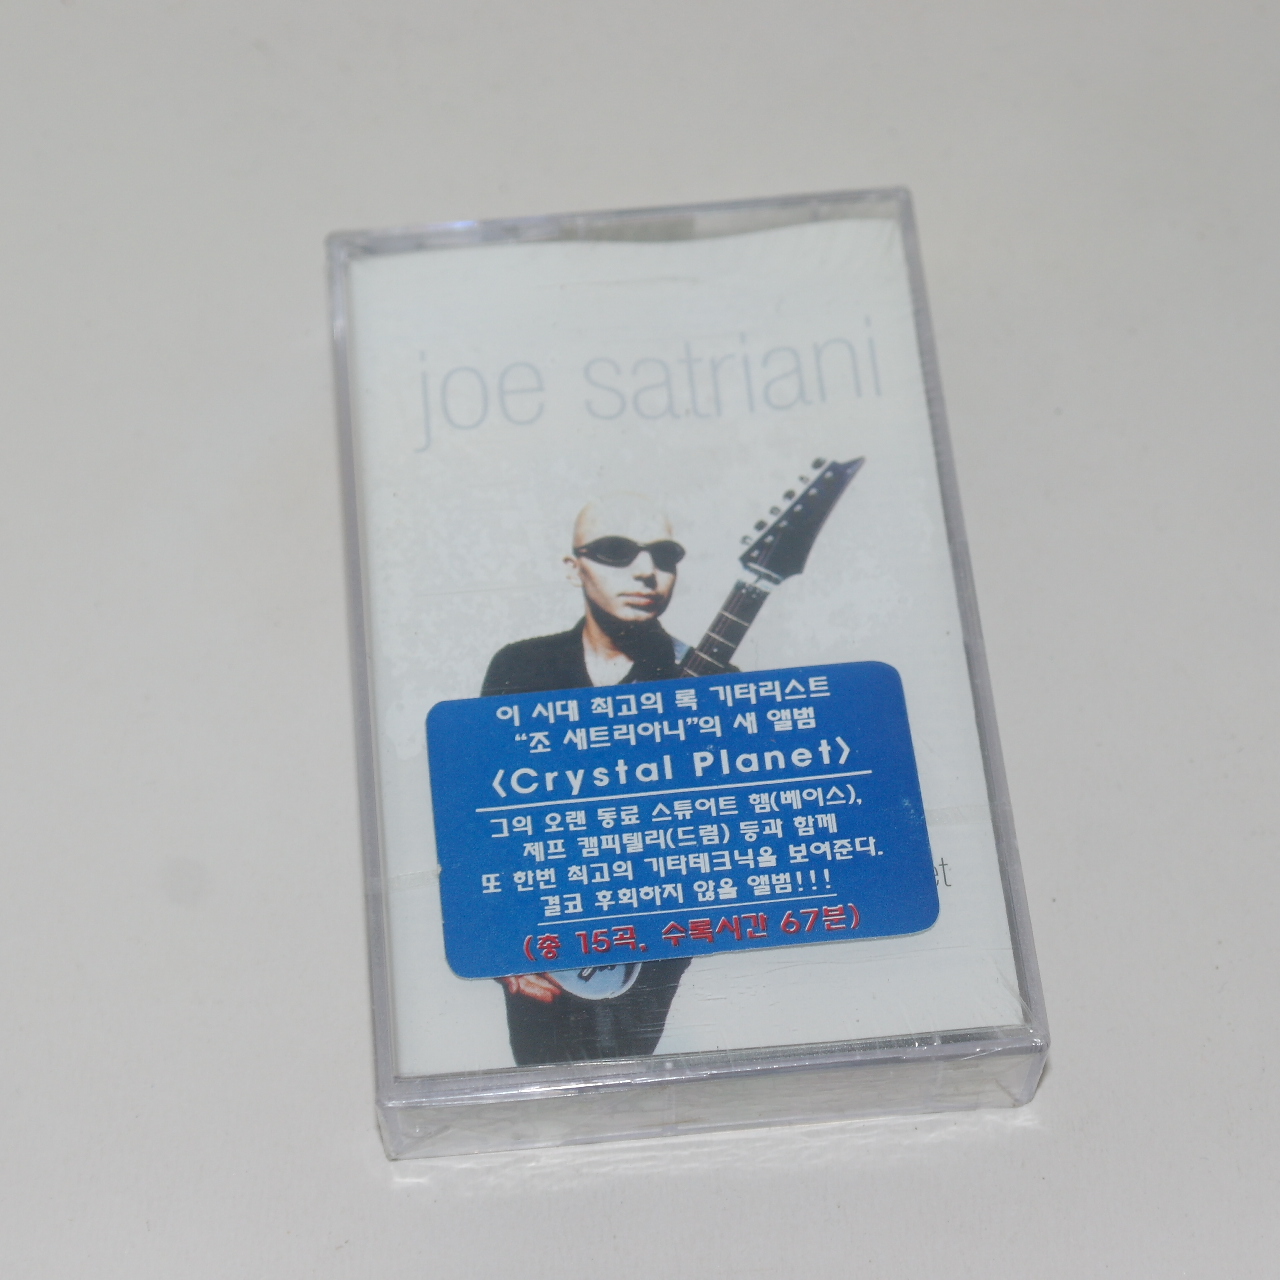 joe satriani
이 시대 최고의 록 기타리스트
“조 새트리아니”의 새 앨범
〈Crystal Planet〉
그의 오랜 동료 스튜어트 햄(베이스),
제프 캠피텔리(드럼) 등과 함께
또 한번 최고의 기타테크닉을 보여준다.
결코 후회하지 않을 앨범!!!
(총 15곡, 수록시간 67분)